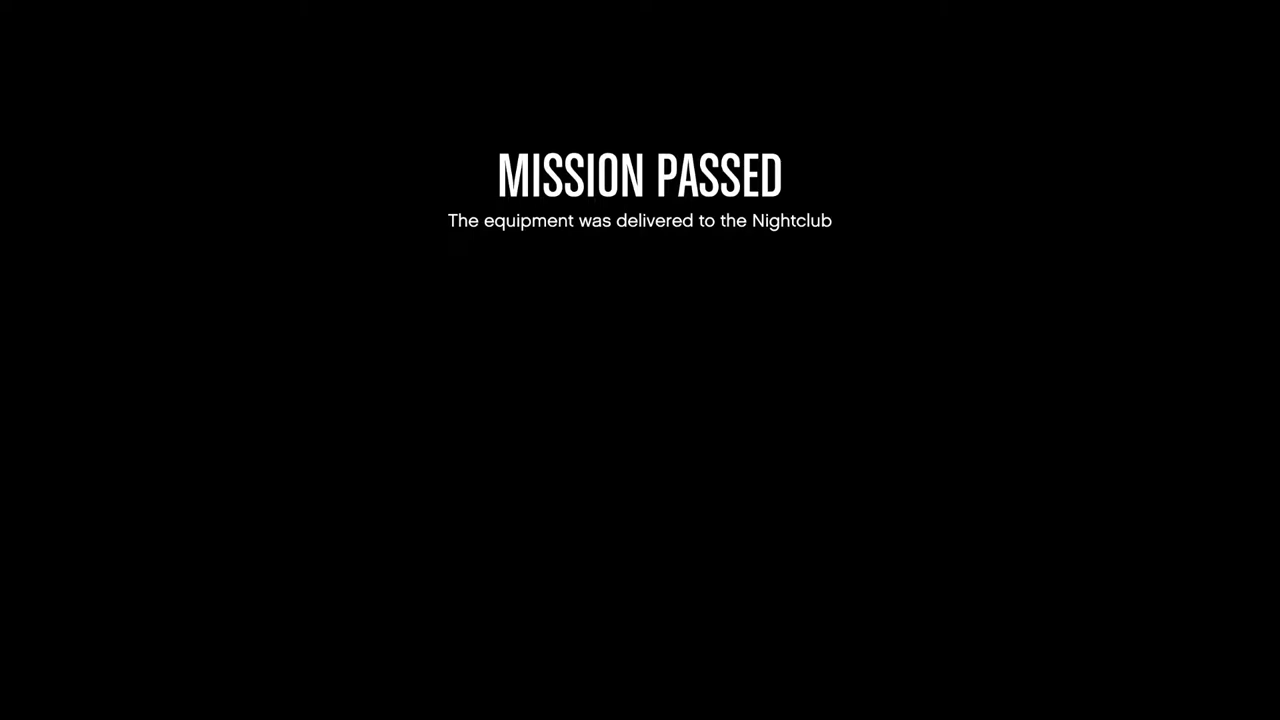 MISSION PASSED
The equipment was delivered to the Nightclub